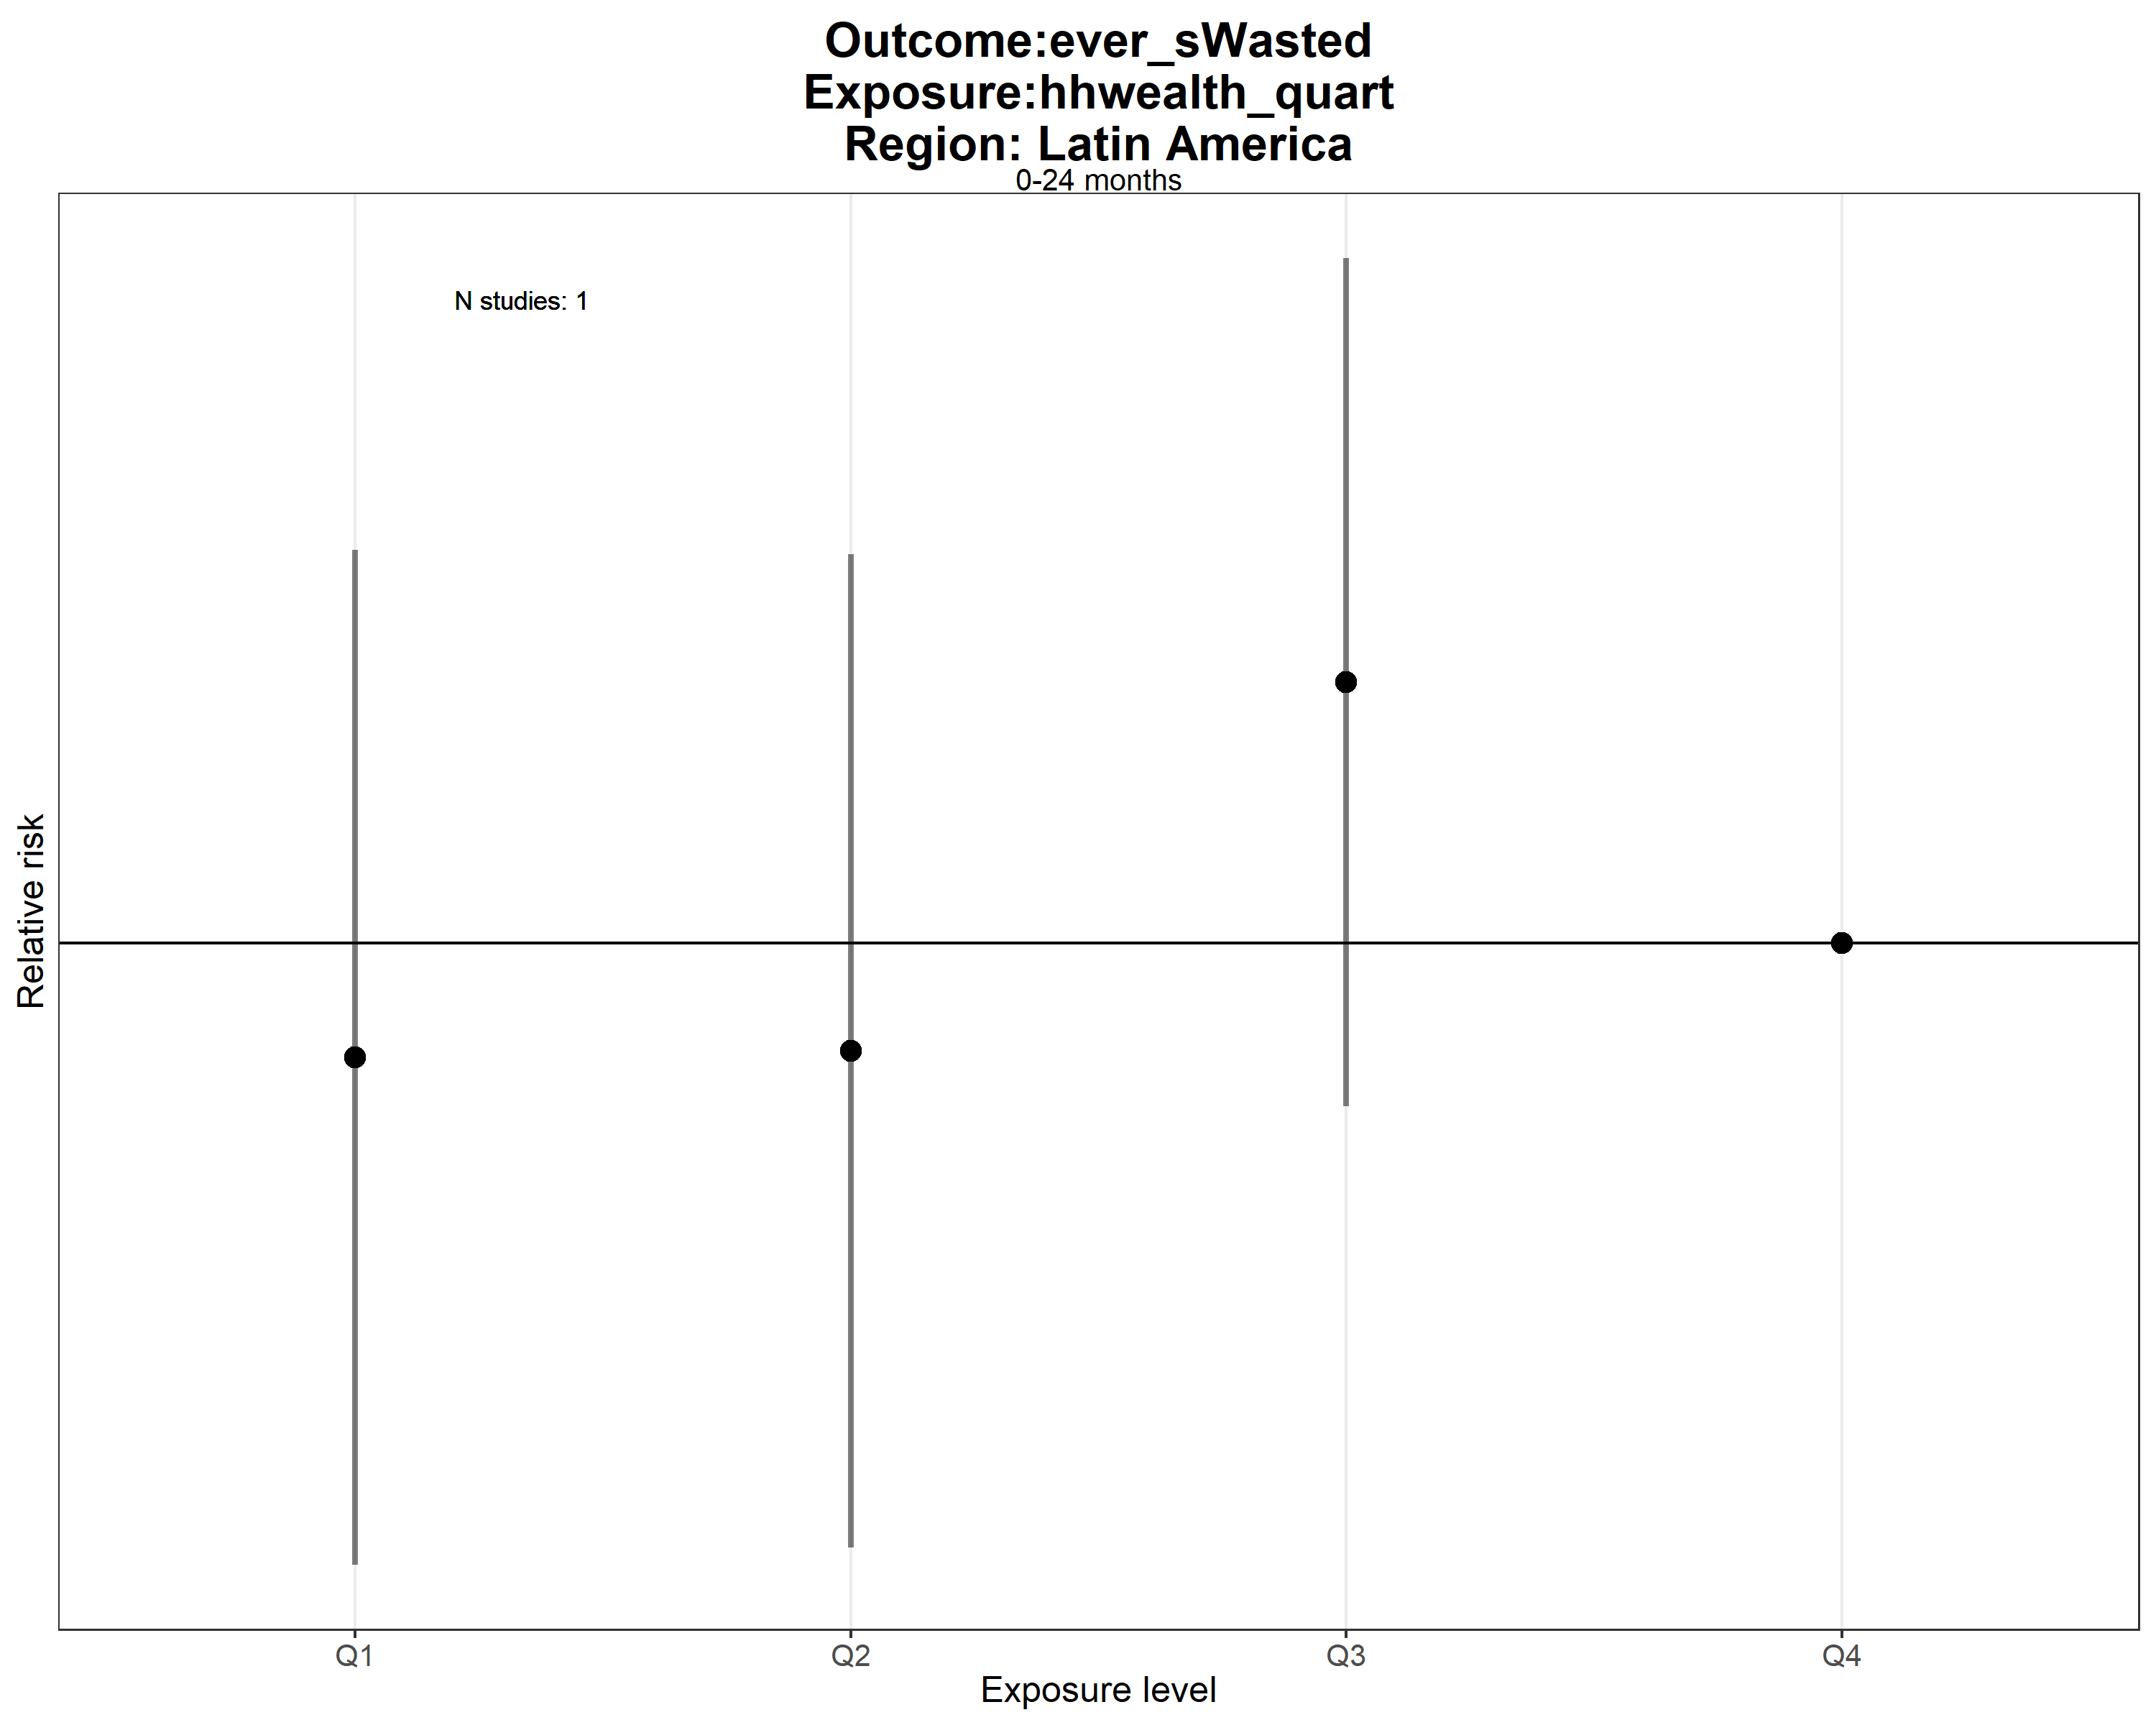 Outcome:ever_sWasted
Exposure:hhwealth_quart
Region: Latin America
0-24 months
N studies: 1
Relative risk
Q1 Q2 Q3 Q4
Exposure level